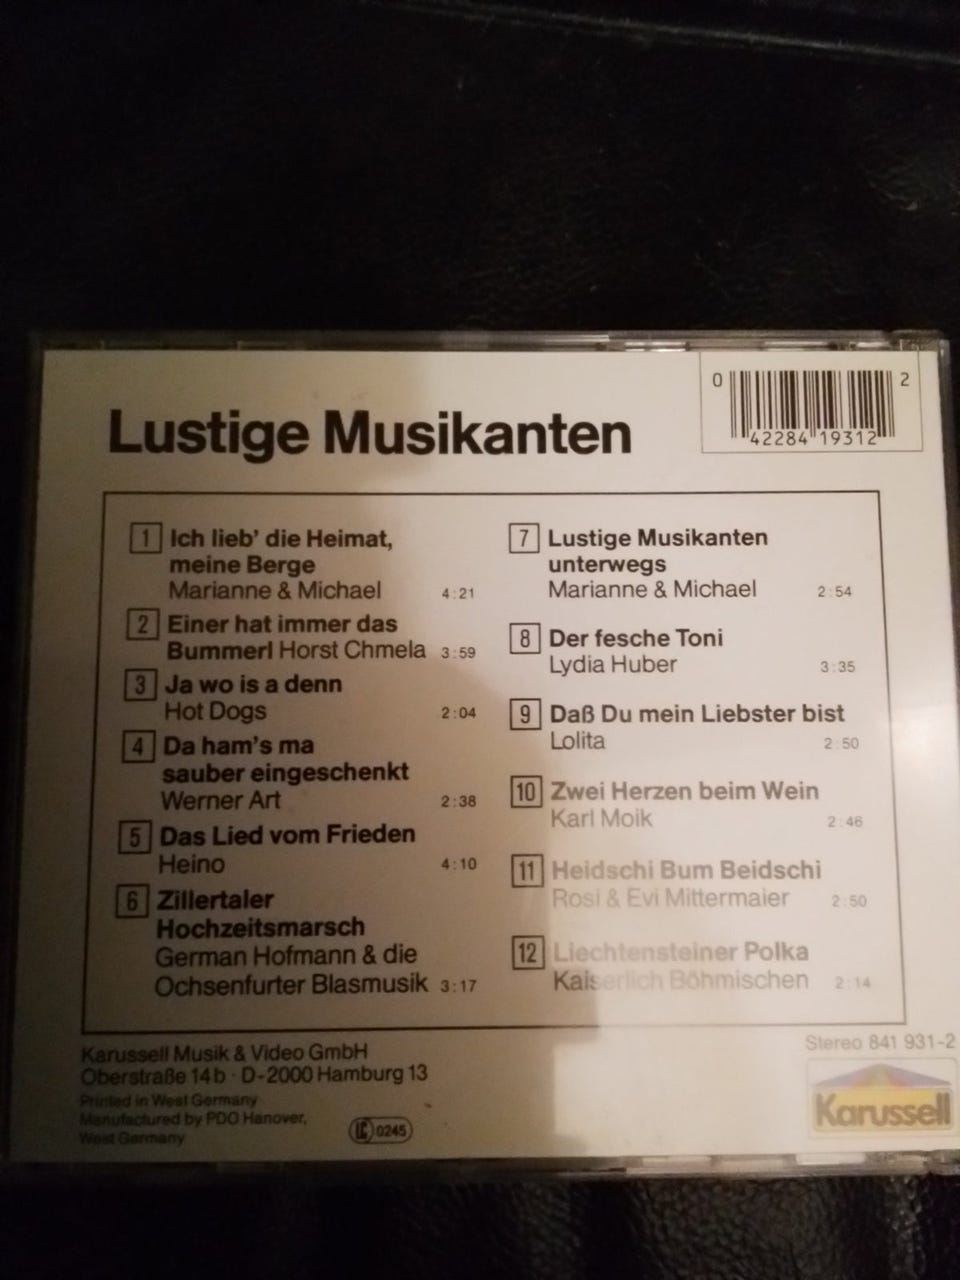 0 42284 19312 2
Lustige Musikanten
1 Ich lieb' die Heimat,
meine Berge
Marianne & Michael 4:21
2 Einer hat immer das
Bummerl Horst Chmela 3:59
3 Ja wo is a denn
Hot Dogs 2:04
4 Da ham's ma
sauber eingeschenkt
Werner Art 2:38
5 Das Lied vom Frieden
Heino 4:10
6 Zillertaler
Hochzeitsmarsch
German Hofmann & die
Ochsenfurter Blasmusik 3:17
7 Lustige Musikanten
unterwegs
Marianne & Michael 2:54
8 Der fesche Toni
Lydia Huber 3:35
9 Daß Du mein Liebster bist
Lolita 2:50
10 Zwei Herzen beim Wein
Karl Moik 2:46
11 Heidschi Bum Beidschi
Rosi & Evi Mittermaier 2:50
12 Liechtensteiner Polka
Kaiserlich Böhmischen 2:14
Karussell Musik & Video GmbH
Oberstraße 14b · D-2000 Hamburg 13
Printed in West Germany
Manufactured by PDO Hanover,
West Germany
LC 0245
Stereo 841 931-2
Karussell